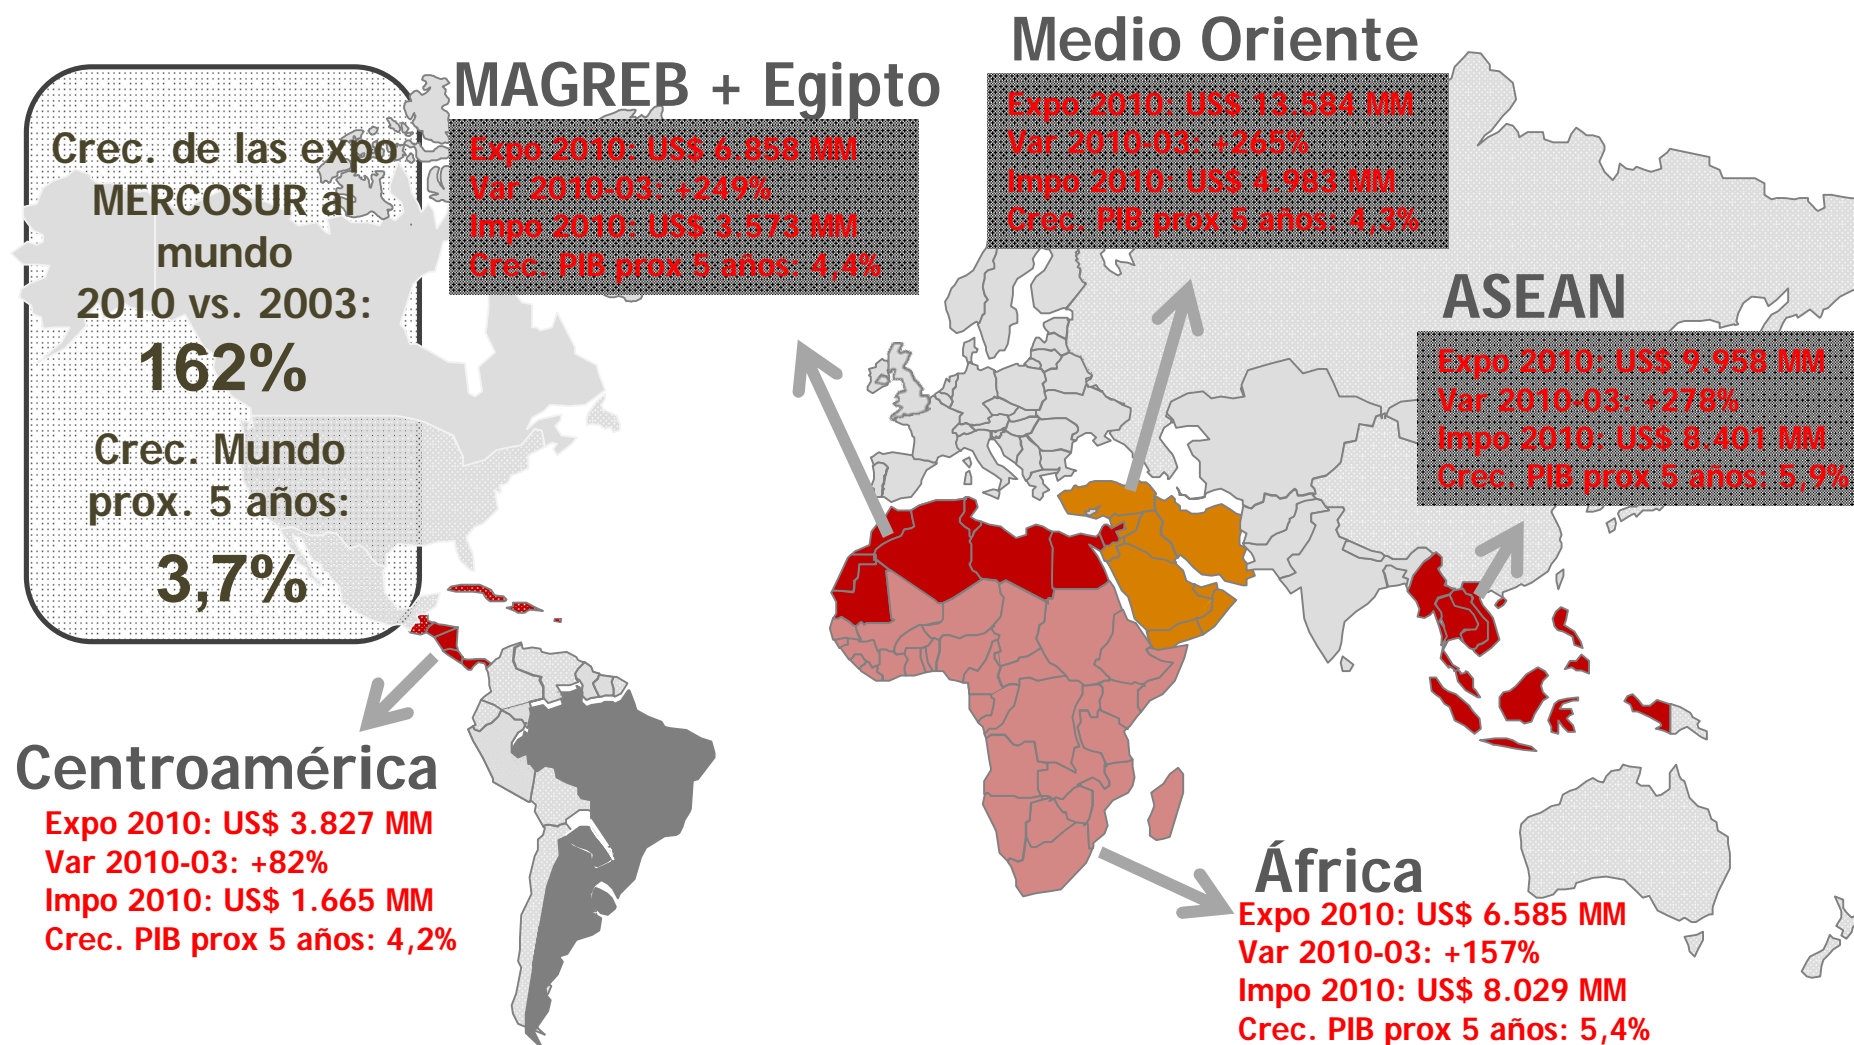 Medio Oriente
Expo 2010: US$ 13.584 MM
Var 2010-03: +265%
Impo 2010: US$ 4.983 MM
Crec. PIB prox 5 años: 4,3%
MAGREB + Egipto
Expo 2010: US$ 6.858 MM
Var 2010-03: +249%
Impo 2010: US$ 3.573 MM
Crec. PIB prox 5 años: 4,4%
Crec. de las expo
MERCOSUR al
mundo
2010 vs. 2003:
162%
Crec. Mundo
prox. 5 años:
3,7%
ASEAN
Expo 2010: US$ 9.958 MM
Var 2010-03: +278%
Impo 2010: US$ 8.401 MM
Crec. PIB prox 5 años: 5,9%
Centroamérica
Expo 2010: US$ 3.827 MM
Var 2010-03: +82%
Impo 2010: US$ 1.665 MM
Crec. PIB prox 5 años: 4,2%
África
Expo 2010: US$ 6.585 MM
Var 2010-03: +157%
Impo 2010: US$ 8.029 MM
Crec. PIB prox 5 años: 5,4%